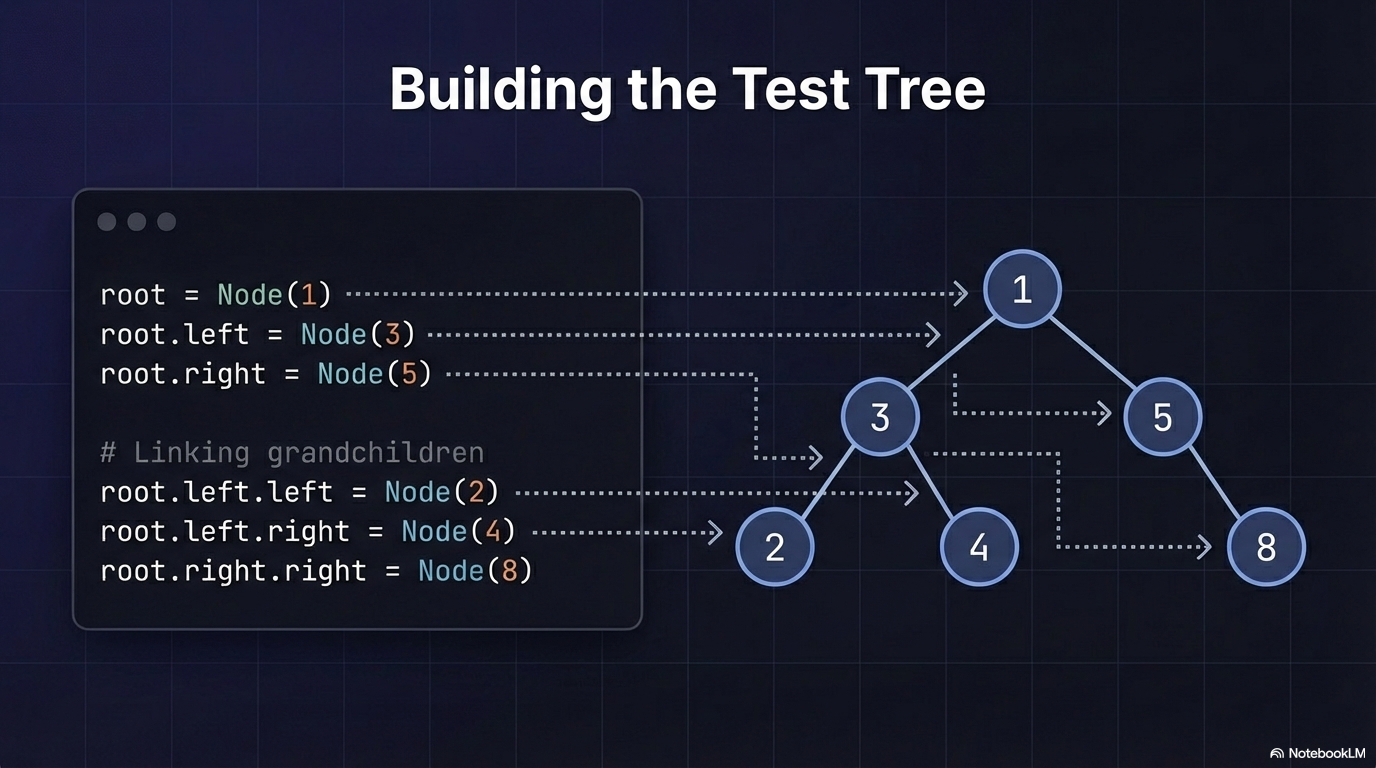 Building the Test Tree
root = Node(1)
root.left = Node(3)
root.right = Node(5)
# Linking grandchildren
root.left.left = Node(2)
root.left.right = Node(4)
root.right.right = Node(8)
1
3
5
2
4
8
NotebookLM